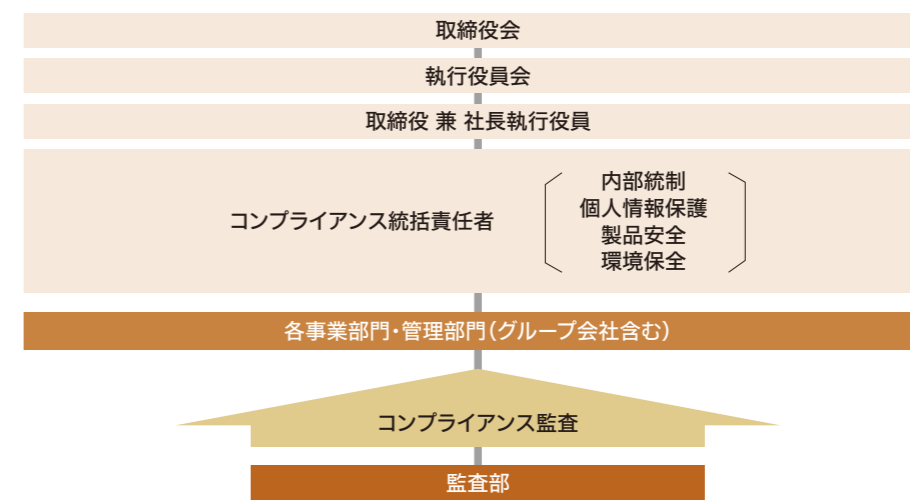 取締役会
執行役員会
取締役 兼 社長執行役員
コンプライアンス統括責任者
内部統制
個人情報保護
製品安全
環境保全
各事業部門・管理部門(グループ会社含む)
コンプライアンス監査
監査部